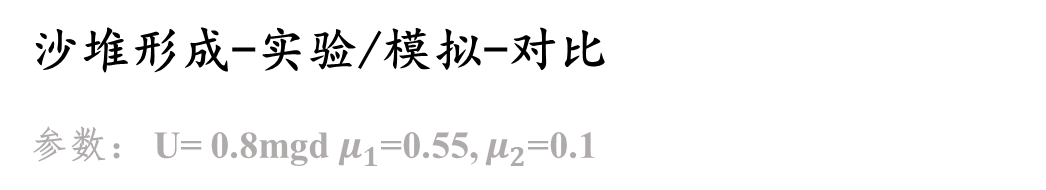 沙堆形成-实验/模拟-对比
参数： U= 0.8mgd μ₁=0.55, μ₂=0.1